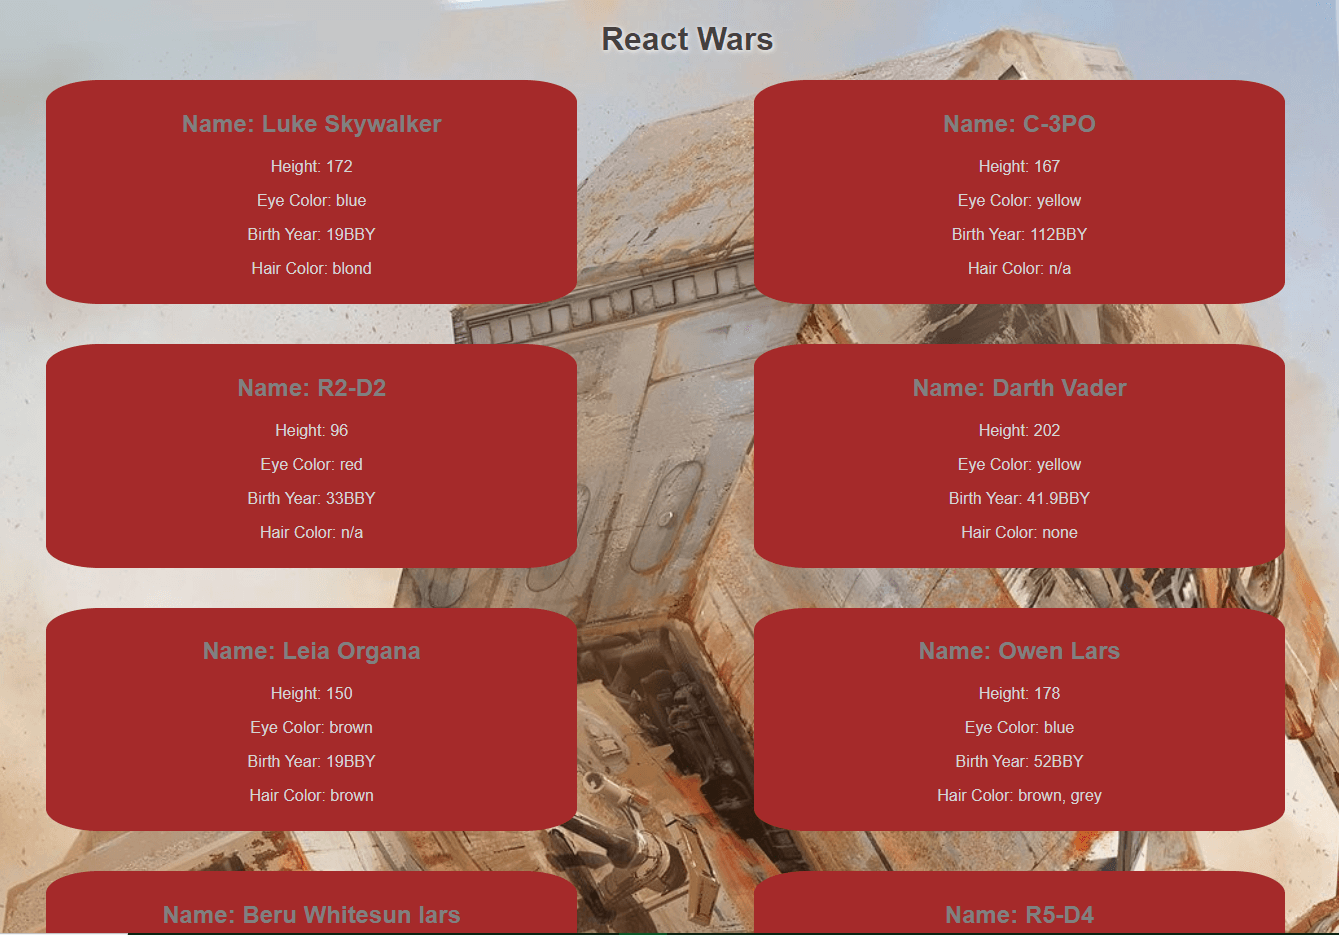 React Wars
Name: Luke Skywalker
Height: 172
Eye Color: blue
Birth Year: 19BBY
Hair Color: blond
Name: C-3PO
Height: 167
Eye Color: yellow
Birth Year: 112BBY
Hair Color: n/a
Name: R2-D2
Height: 96
Eye Color: red
Birth Year: 33BBY
Hair Color: n/a
Name: Darth Vader
Height: 202
Eye Color: yellow
Birth Year: 41.9BBY
Hair Color: none
Name: Leia Organa
Height: 150
Eye Color: brown
Birth Year: 19BBY
Hair Color: brown
Name: Owen Lars
Height: 178
Eye Color: blue
Birth Year: 52BBY
Hair Color: brown, grey
Name: Beru Whitesun lars
Name: R5-D4